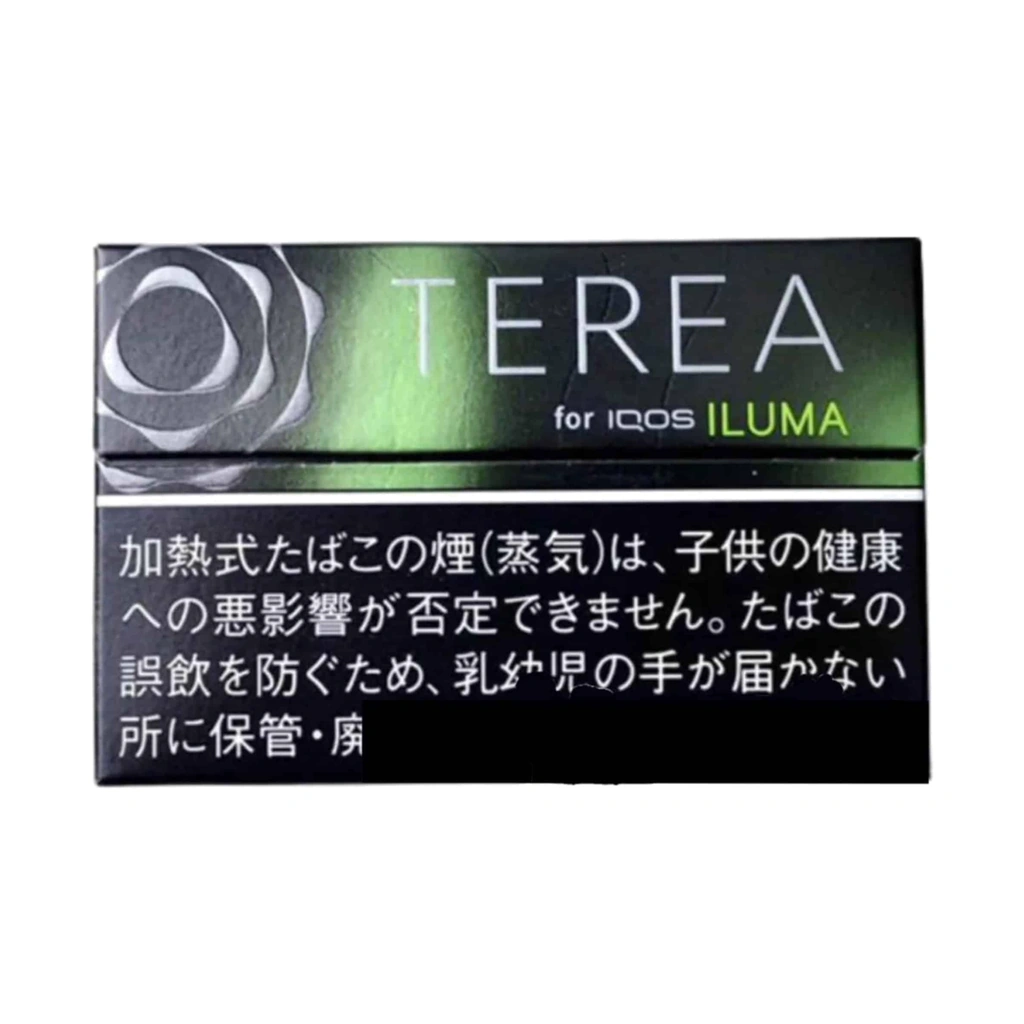 TEREA
for IQOS ILUMA
加熱式たばこの煙(蒸気)は、子供の健康
への悪影響が否定できません。たばこの
誤飲を防ぐため、乳幼児の手が届かない
所に保管・廃